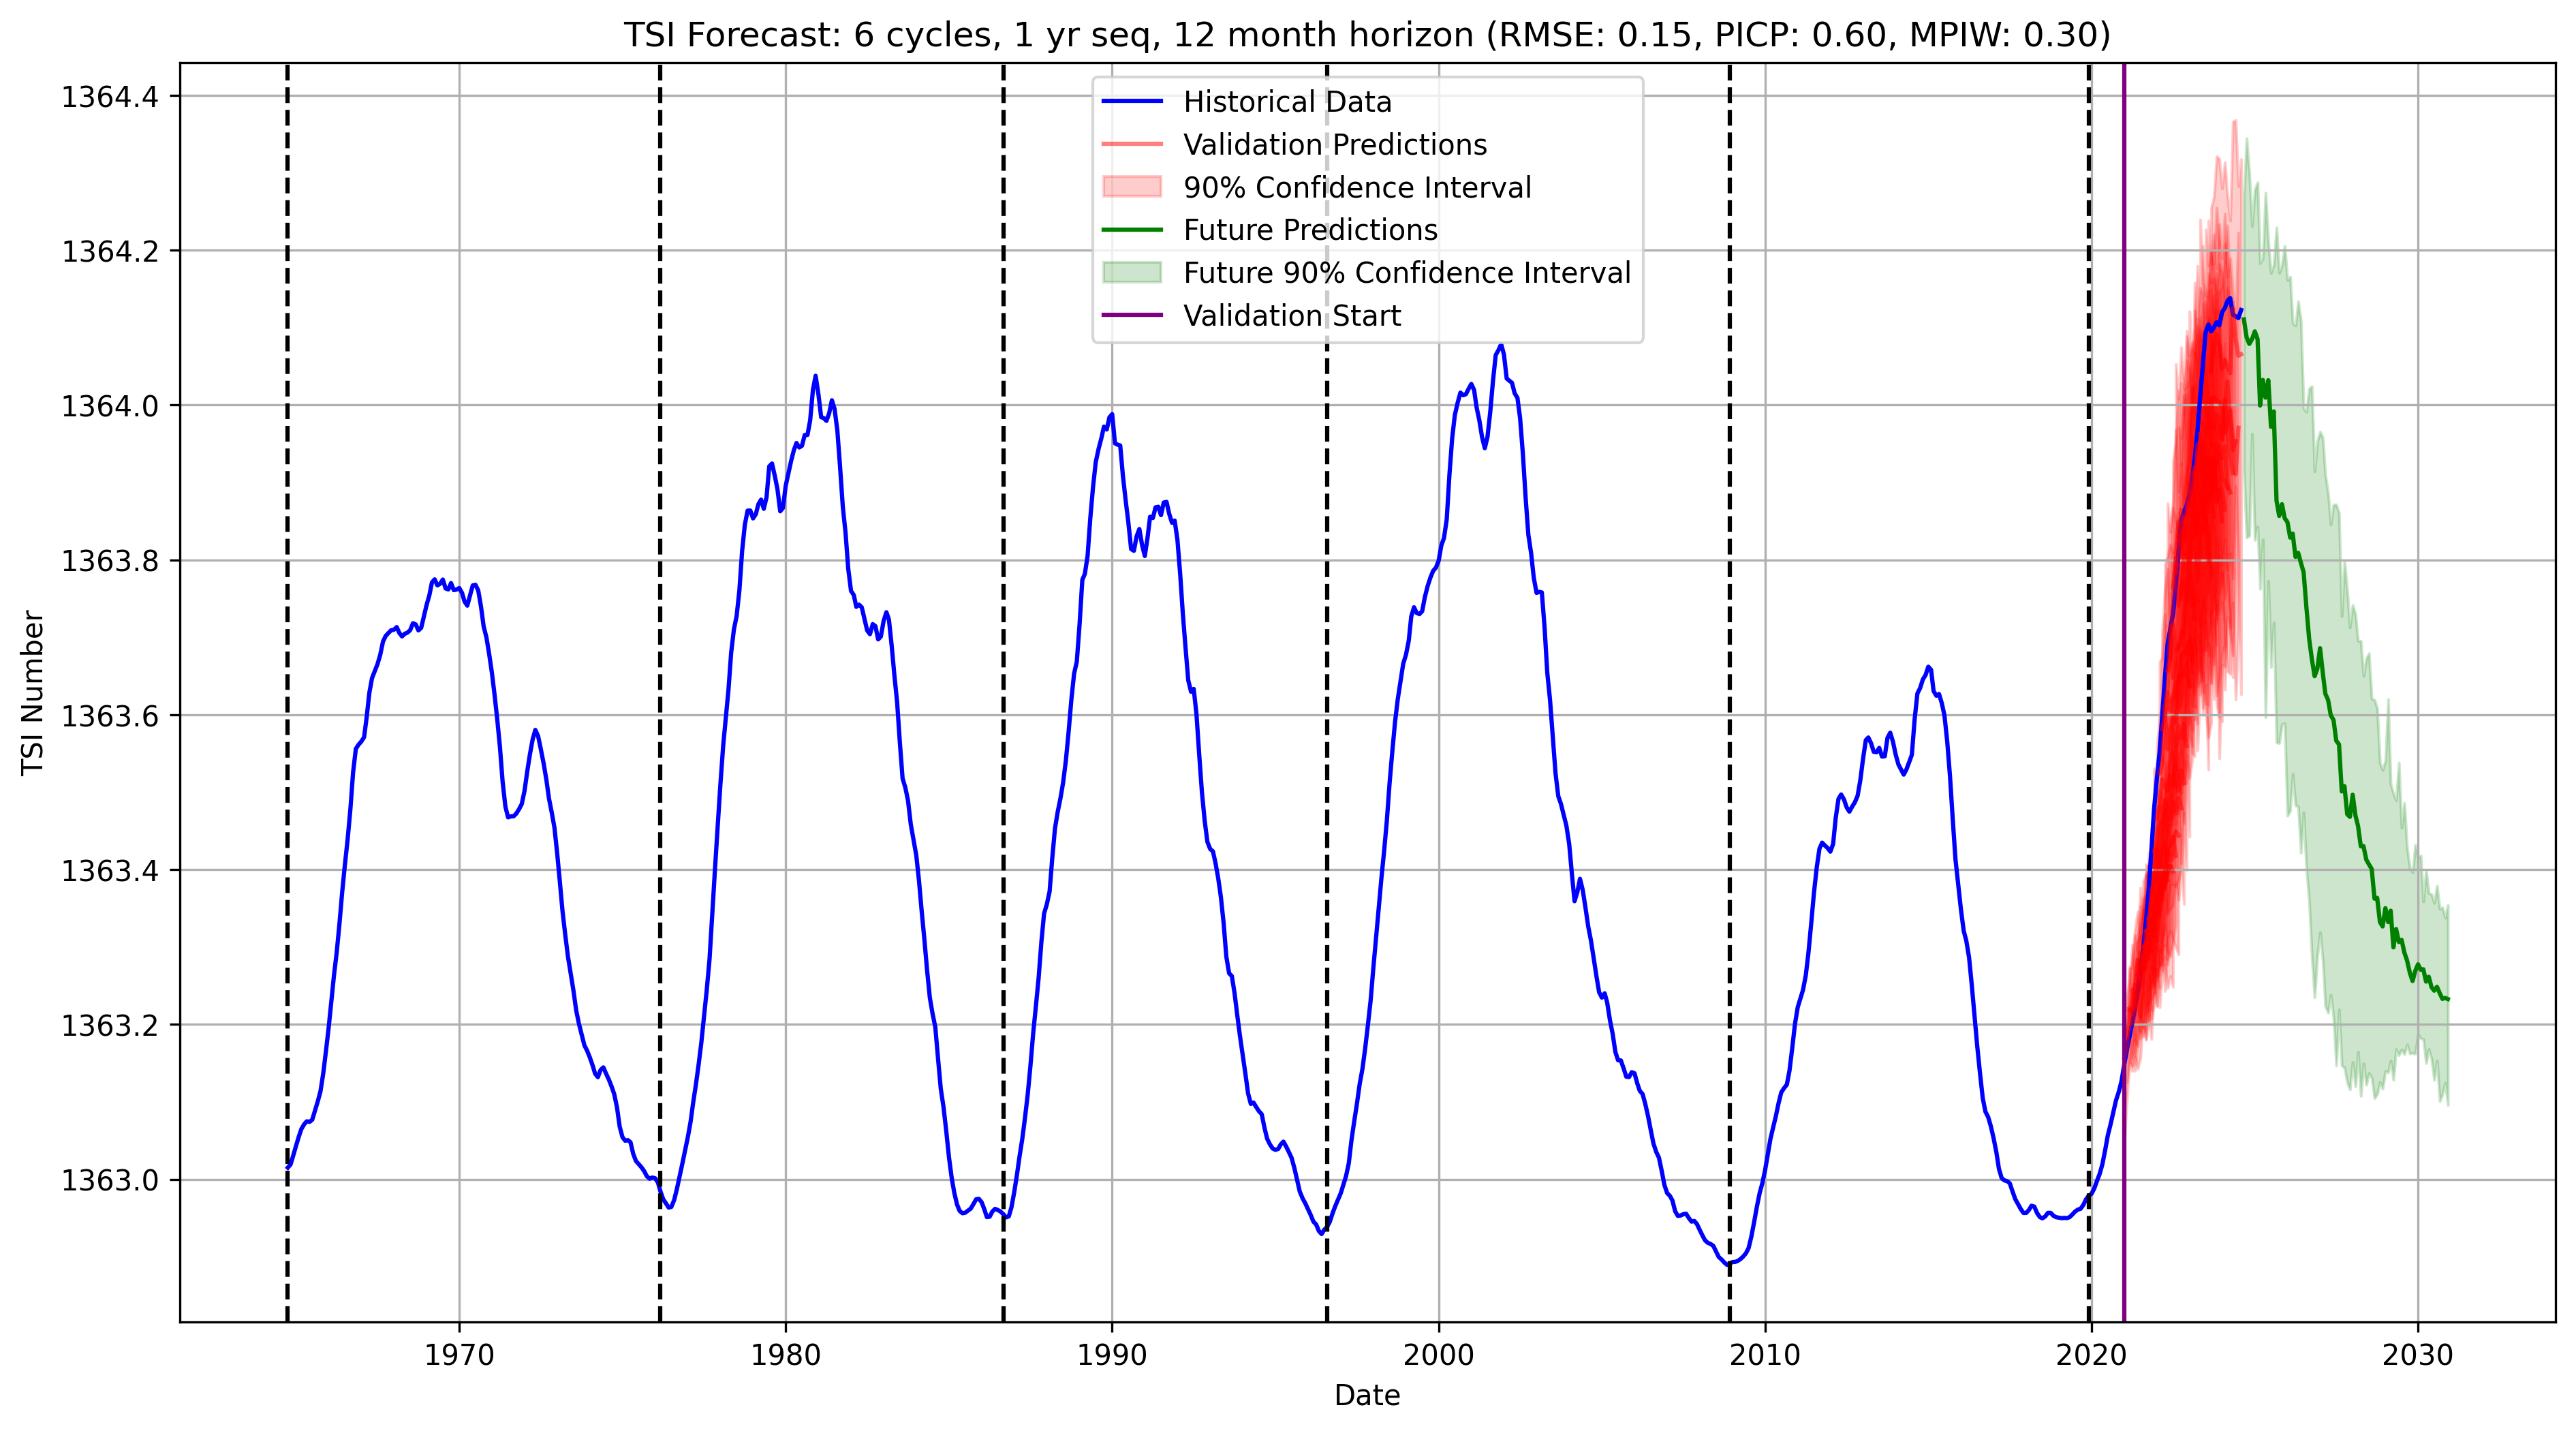 TSI Forecast: 6 cycles, 1 yr seq, 12 month horizon (RMSE: 0.15, PICP: 0.60, MPIW: 0.30)
Historical Data
Validation Predictions
90% Confidence Interval
Future Predictions
Future 90% Confidence Interval
Validation Start
TSI Number
1364.4
1364.2
1364.0
1363.8
1363.6
1363.4
1363.2
1363.0
1970 1980 1990 2000 2010 2020 2030
Date